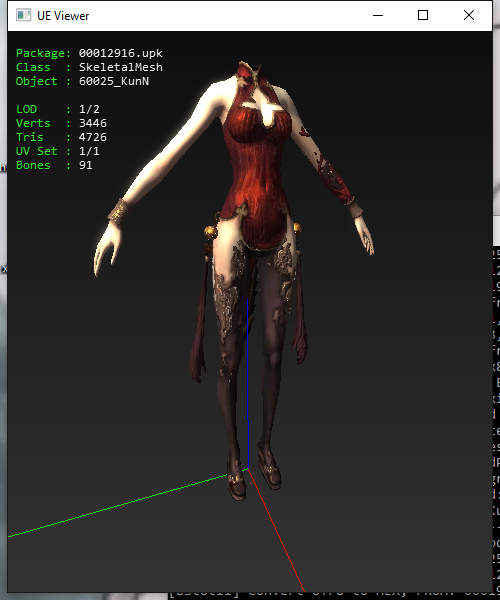 UE Viewer
Package: 00012916.upk
Class : SkeletalMesh
Object : 60025_KunN
LOD : 1/2
Verts : 3446
Tris : 4726
UV Set : 1/1
Bones : 91